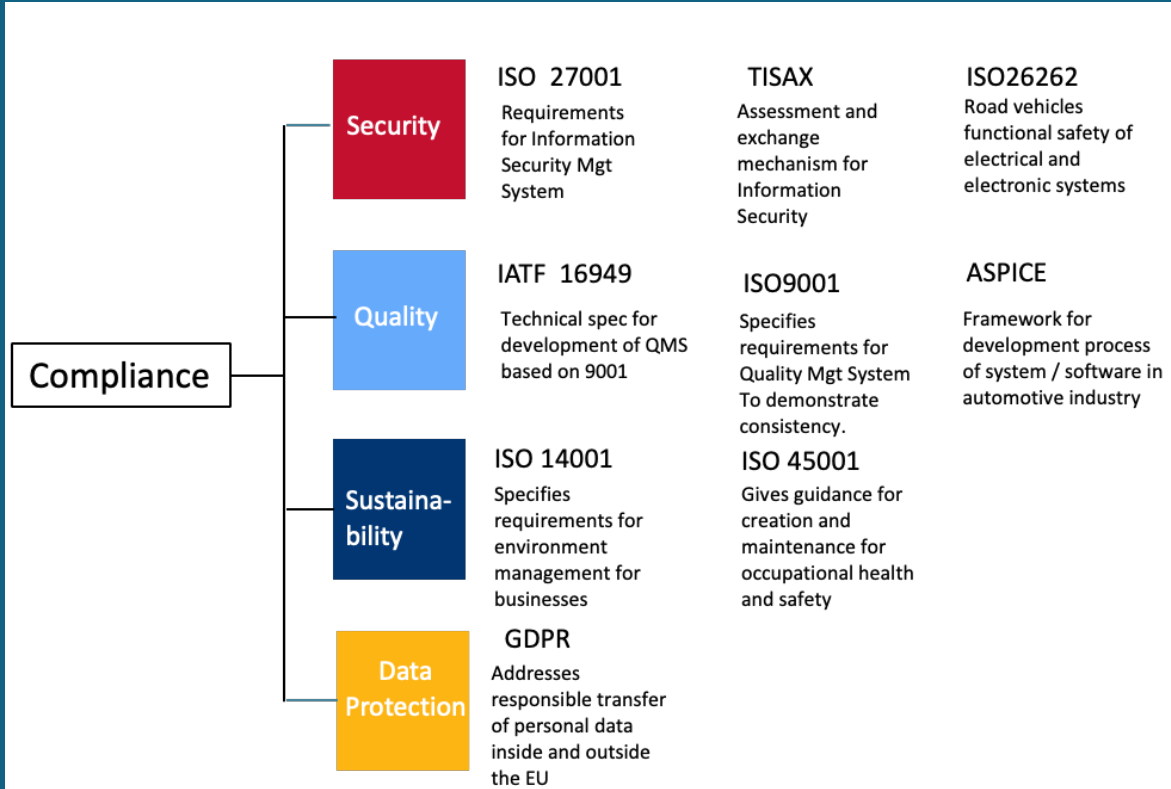 Compliance
Security
ISO  27001
Requirements
for Information
Security Mgt
System
TISAX
Assessment and
exchange
mechanism for
Information
Security
ISO26262
Road vehicles
functional safety of
electrical and
electronic systems
Quality
IATF  16949
Technical spec for
development of QMS
based on 9001
ISO9001
Specifies
requirements for
Quality Mgt System
To demonstrate
consistency.
ASPICE
Framework for
development process
of system / software in
automotive industry
Sustaina-
bility
ISO 14001
Specifies
requirements for
environment
management for
businesses
ISO 45001
Gives guidance for
creation and
maintenance for
occupational health
and safety
Data
Protection
GDPR
Addresses
responsible transfer
of personal data
inside and outside
the EU